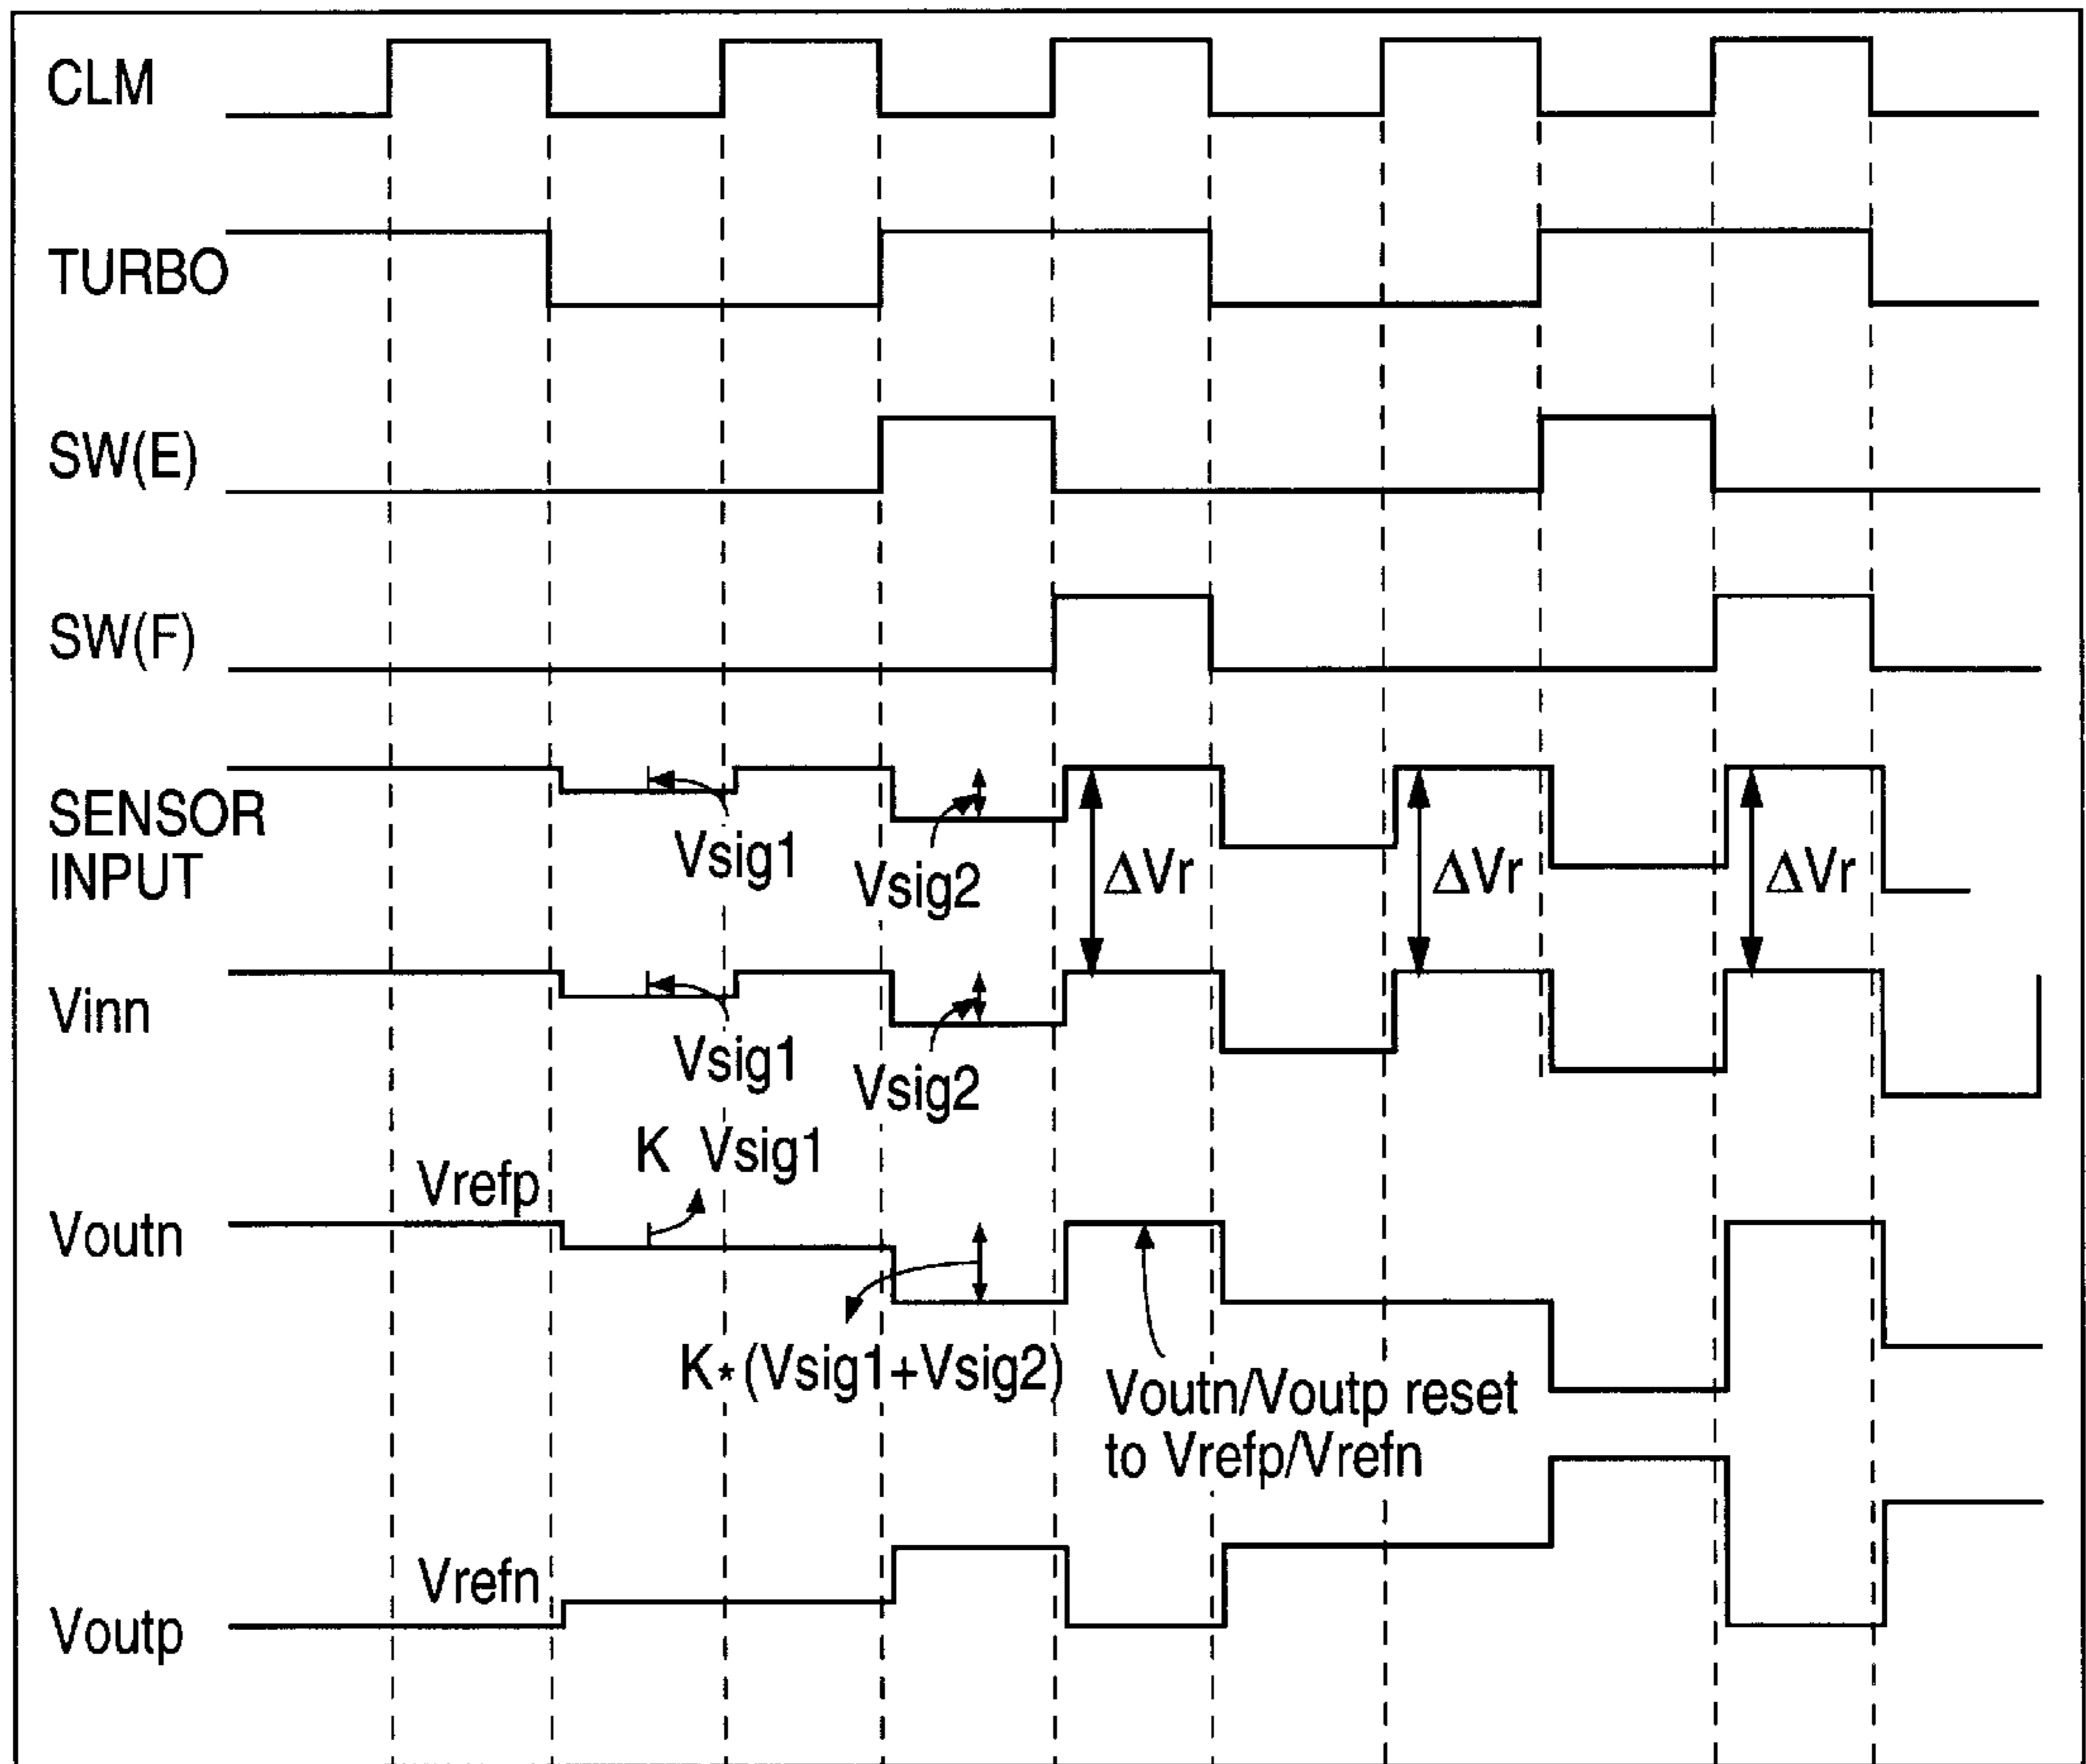 CLM
TURBO
SW(E)
SW(F)
SENSOR
INPUT
Vsig1
Vsig2
ΔVr
ΔVr
ΔVr
Vinn
Vsig1
Vsig2
K Vsig1
Vrefp
Voutn
K*(Vsig1+Vsig2)
Voutn/Voutp reset
to Vrefp/Vrefn
Vrefn
Voutp